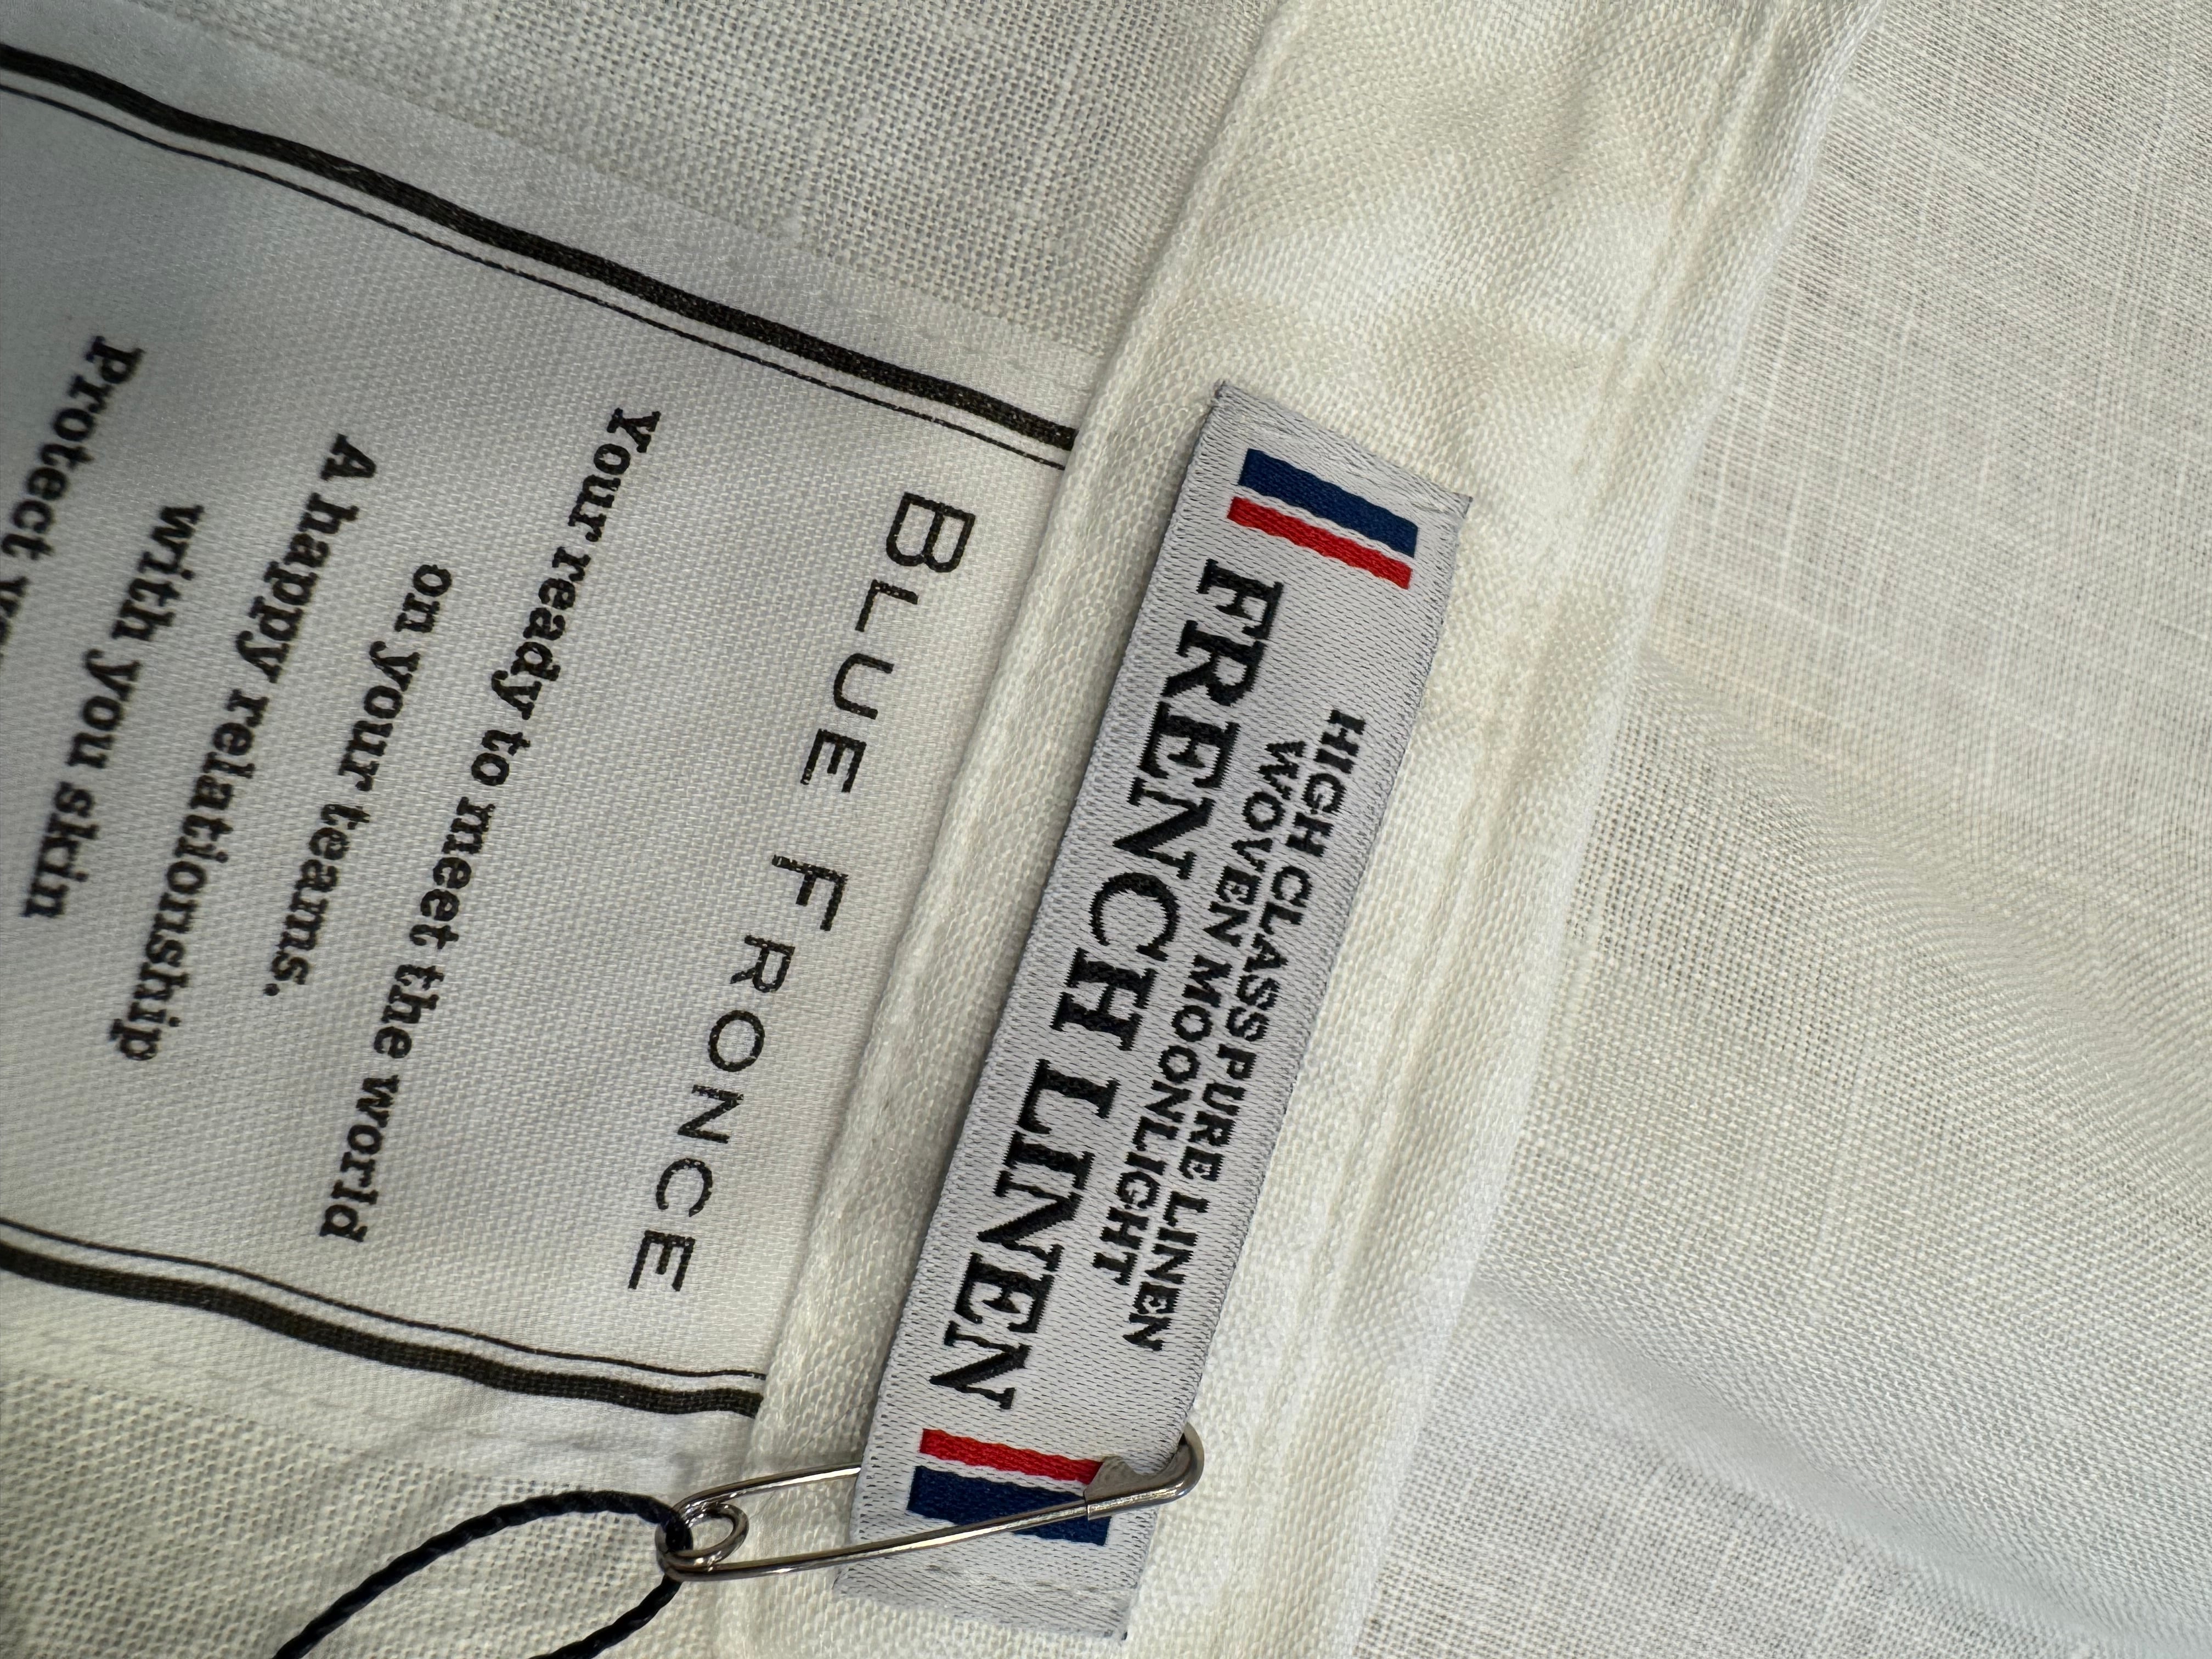 HIGH CLASS PURE LINEN
WOVEN MOONLIGHT
FRENCH LINEN
BLUE FRONCE
Your ready to meet the world
on your teams.
A happy relationship
with you skin
Protect